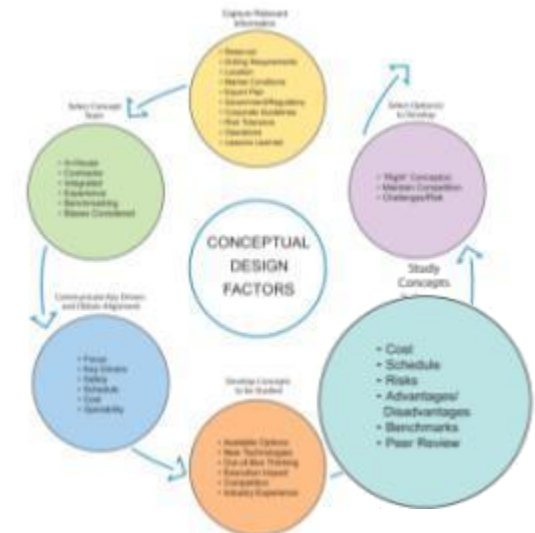 Capture Relevant
Information
• Reservoir
• Drilling Requirements
• Location
• Market Conditions
• Export Plan
• Government/Regulatory
• Corporate Guidelines
• Risk Tolerance
• Operations
• Lessons Learned
Select Concept
Team
• In-House
• Contractor
• Integrated
• Experience
• Benchmarking
• Biases Considered
Communicate Key Drivers
and Obtain Alignment
• Focus
• Key Drivers
• Safety
• Schedule
• Cost
• Operability
Develop Concepts
to be Studied
• Available Options
• New Technologies
• Out-of-Box Thinking
• Execution Impact
• Competition
• Industry Experience
Study
Concepts
• Cost
• Schedule
• Risks
• Advantages/
Disadvantages
• Benchmarks
• Peer Review
Select Option(s)
to Develop
• "Right" Concept(s)
• Maintain Competition
• Challenges/Risk
CONCEPTUAL
DESIGN
FACTORS